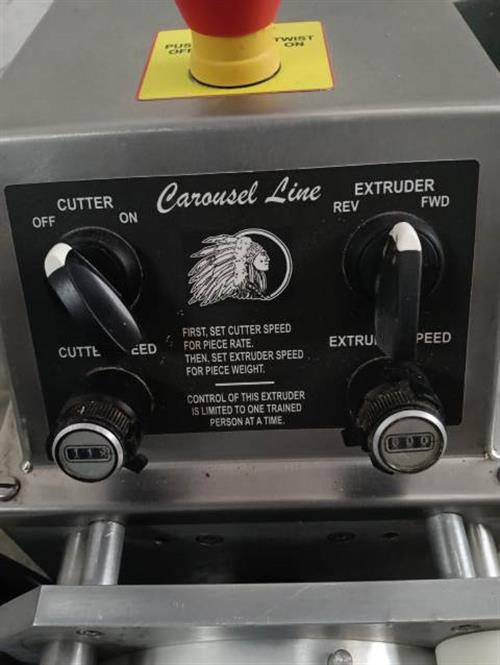 PUSH TWIST
OFF ON
Carousel Line
CUTTER
OFF ON
EXTRUDER
REV FWD
FIRST, SET CUTTER SPEED
FOR PIECE RATE.
THEN, SET EXTRUDER SPEED
FOR PIECE WEIGHT.
CONTROL OF THIS EXTRUDER
IS LIMITED TO ONE TRAINED
PERSON AT A TIME.
000